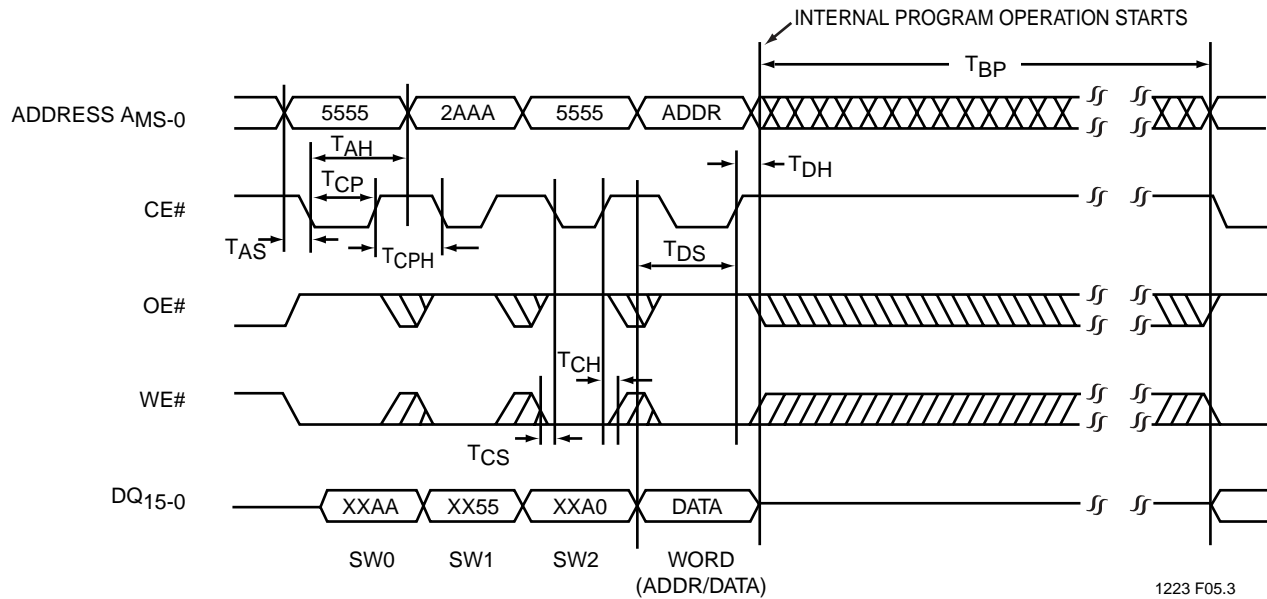 INTERNAL PROGRAM OPERATION STARTS
TBP
ADDRESS AMS-0
5555
2AAA
5555
ADDR
TAH
TDH
TCP
CE#
TAS
TCPH
TDS
OE#
TCH
WE#
TCS
DQ15-0
XXAA
XX55
XXA0
DATA
SW0
SW1
SW2
WORD
(ADDR/DATA)
1223 F05.3